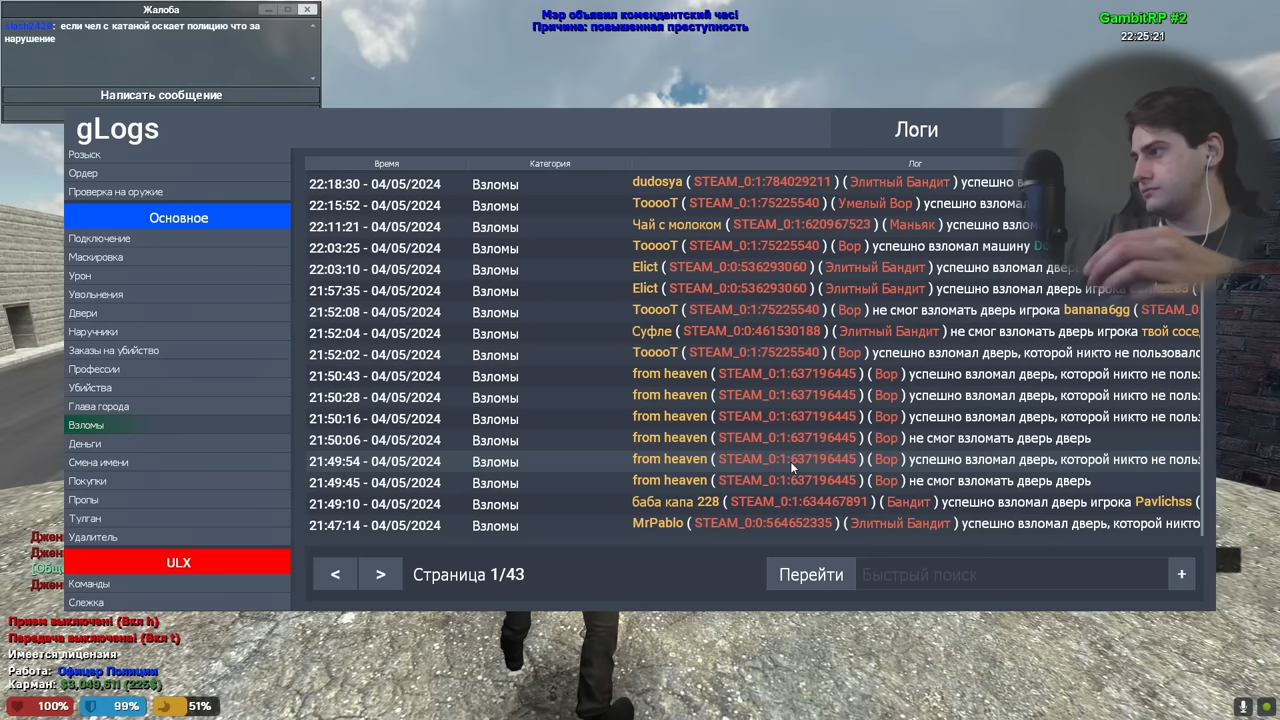 Жалоба
slash2428: если чел с катаной оскает полицию что за
нарушение
Написать сообщение
Мэр объявил комендантский час!
Причина: повышенная преступность
GambitRP #2
22:25:21
gLogs
Логи
Розыск
Ордер
Проверка на оружие
Основное
Подключение
Маскировка
Урон
Увольнения
Двери
Наручники
Заказы на убийство
Профессии
Убийства
Глава города
Взломы
Деньги
Смена имени
Покупки
Пропы
Тулган
Удалитель
ULX
Команды
Слежка
Время Категория Лог
22:18:30 - 04/05/2024 Взломы dudosya ( STEAM_0:1:784029211 ) ( Элитный Бандит ) успешно
22:15:52 - 04/05/2024 Взломы TooooT ( STEAM_0:1:75225540 ) ( Умелый Вор ) успешно взломал
22:11:21 - 04/05/2024 Взломы Чай с молоком ( STEAM_0:1:620967523 ) ( Маньяк ) успешно
22:03:25 - 04/05/2024 Взломы TooooT ( STEAM_0:1:75225540 ) ( Вор ) успешно взломал машину
22:03:10 - 04/05/2024 Взломы Elict ( STEAM_0:0:536293060 ) ( Элитный Бандит ) успешно взломал
21:57:35 - 04/05/2024 Взломы Elict ( STEAM_0:0:536293060 ) ( Элитный Бандит ) успешно взломал дверь игрока
21:52:08 - 04/05/2024 Взломы TooooT ( STEAM_0:1:75225540 ) ( Вор ) не смог взломать дверь игрока banana6gg ( STEAM_0:
21:52:04 - 04/05/2024 Взломы Суфле ( STEAM_0:0:461530188 ) ( Элитный Бандит ) не смог взломать дверь игрока твой сосе
21:52:02 - 04/05/2024 Взломы TooooT ( STEAM_0:1:75225540 ) ( Вор ) успешно взломал дверь, которой никто не пользовалс
21:50:43 - 04/05/2024 Взломы from heaven ( STEAM_0:1:637196445 ) ( Вор ) успешно взломал дверь, которой никто не поль
21:50:28 - 04/05/2024 Взломы from heaven ( STEAM_0:1:637196445 ) ( Вор ) успешно взломал дверь, которой никто не поль
21:50:16 - 04/05/2024 Взломы from heaven ( STEAM_0:1:637196445 ) ( Вор ) успешно взломал дверь, которой никто не поль
21:50:06 - 04/05/2024 Взломы from heaven ( STEAM_0:1:637196445 ) ( Вор ) не смог взломать дверь дверь
21:49:54 - 04/05/2024 Взломы from heaven ( STEAM_0:1:637196445 ) ( Вор ) успешно взломал дверь, которой никто не поль
21:49:45 - 04/05/2024 Взломы from heaven ( STEAM_0:1:637196445 ) ( Вор ) не смог взломать дверь дверь
21:49:10 - 04/05/2024 Взломы баба капа 228 ( STEAM_0:1:634467891 ) ( Бандит ) успешно взломал дверь игрока Pavlichss (
21:47:14 - 04/05/2024 Взломы MrPablo ( STEAM_0:0:564652335 ) ( Элитный Бандит ) успешно взломал дверь, которой никто
< > Страница 1/43 Перейти Быстрый поиск +
Прием выключен! (Вкл h)
Передача выключена! (Вкл t)
Имеется лицензия
Работа: Офицер Полиции
Карман: $3,049,611 (225$)
100% 99% 51%